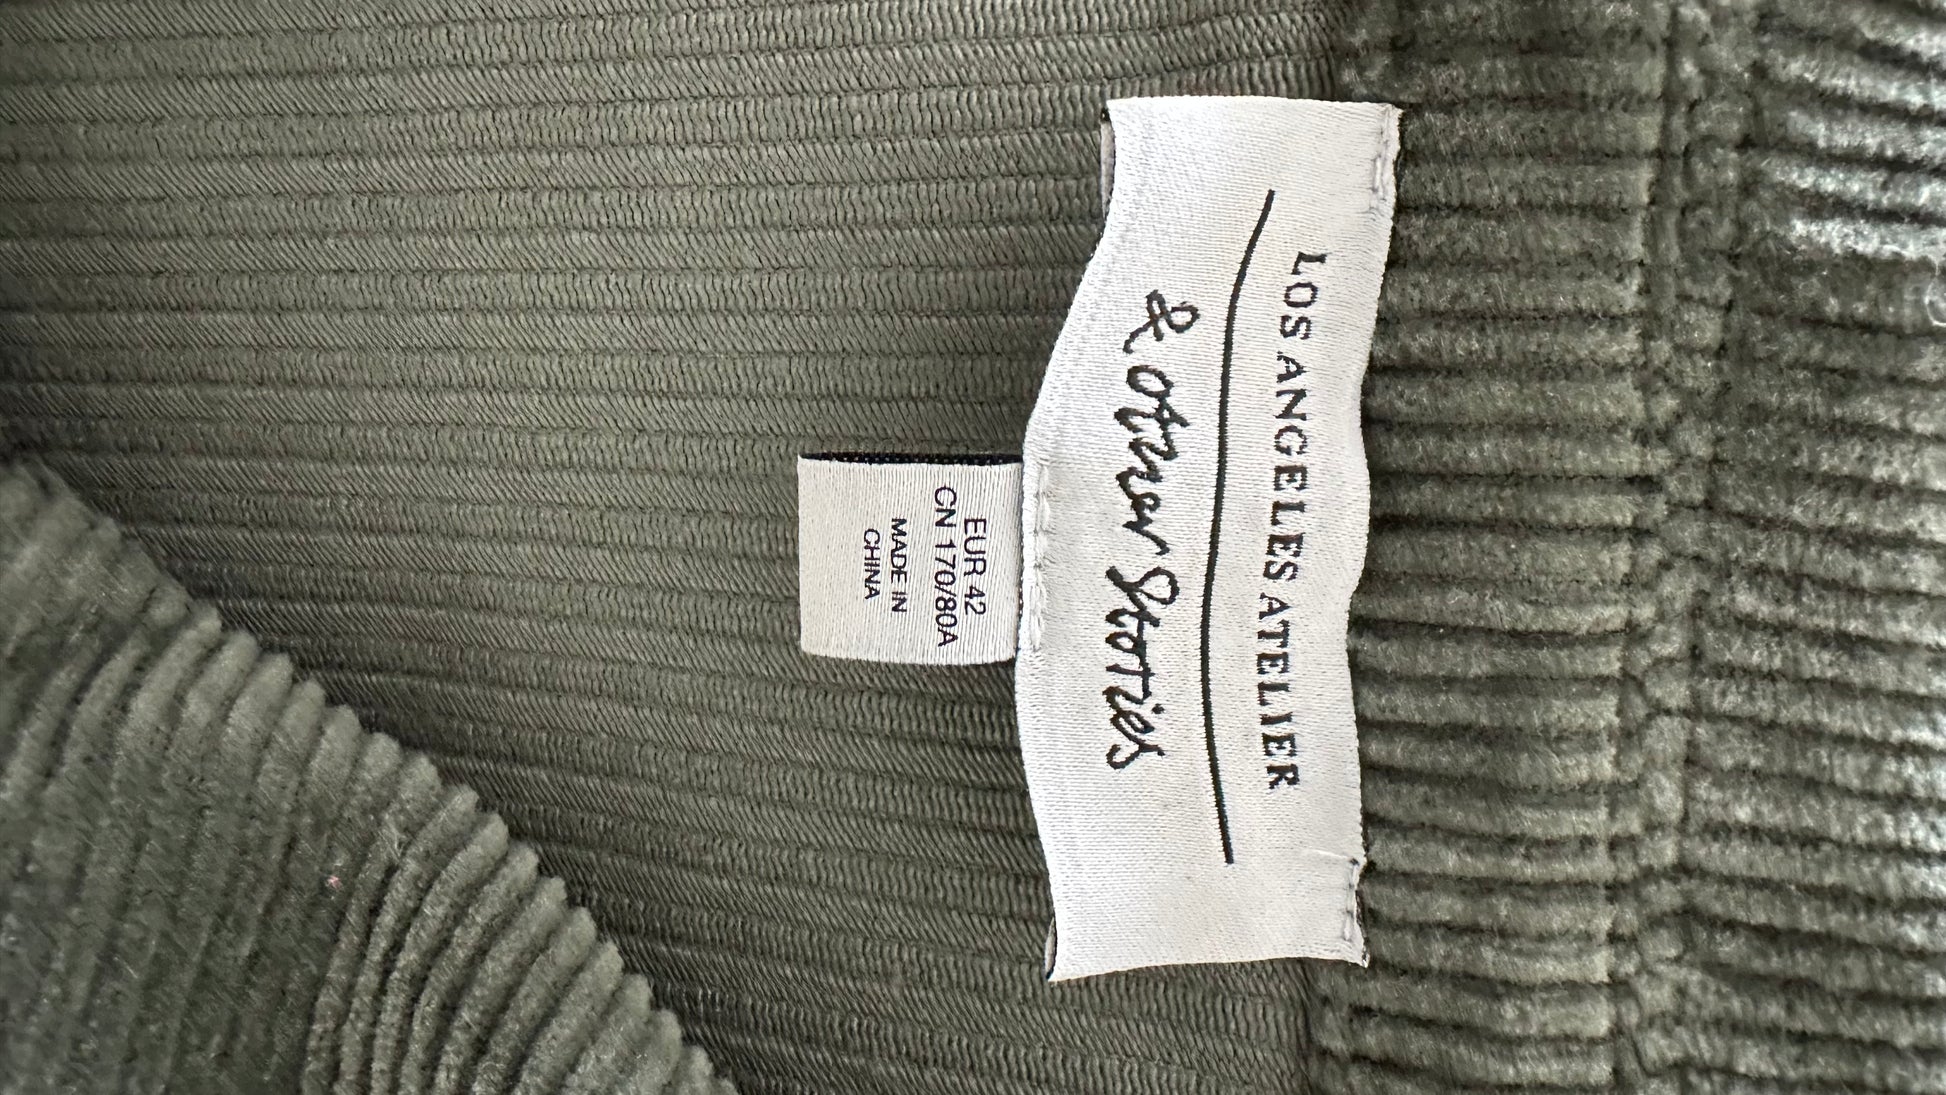 LOS ANGELES ATELIER
& Other Stories
EUR 42
CN 170/80A
MADE IN
CHINA